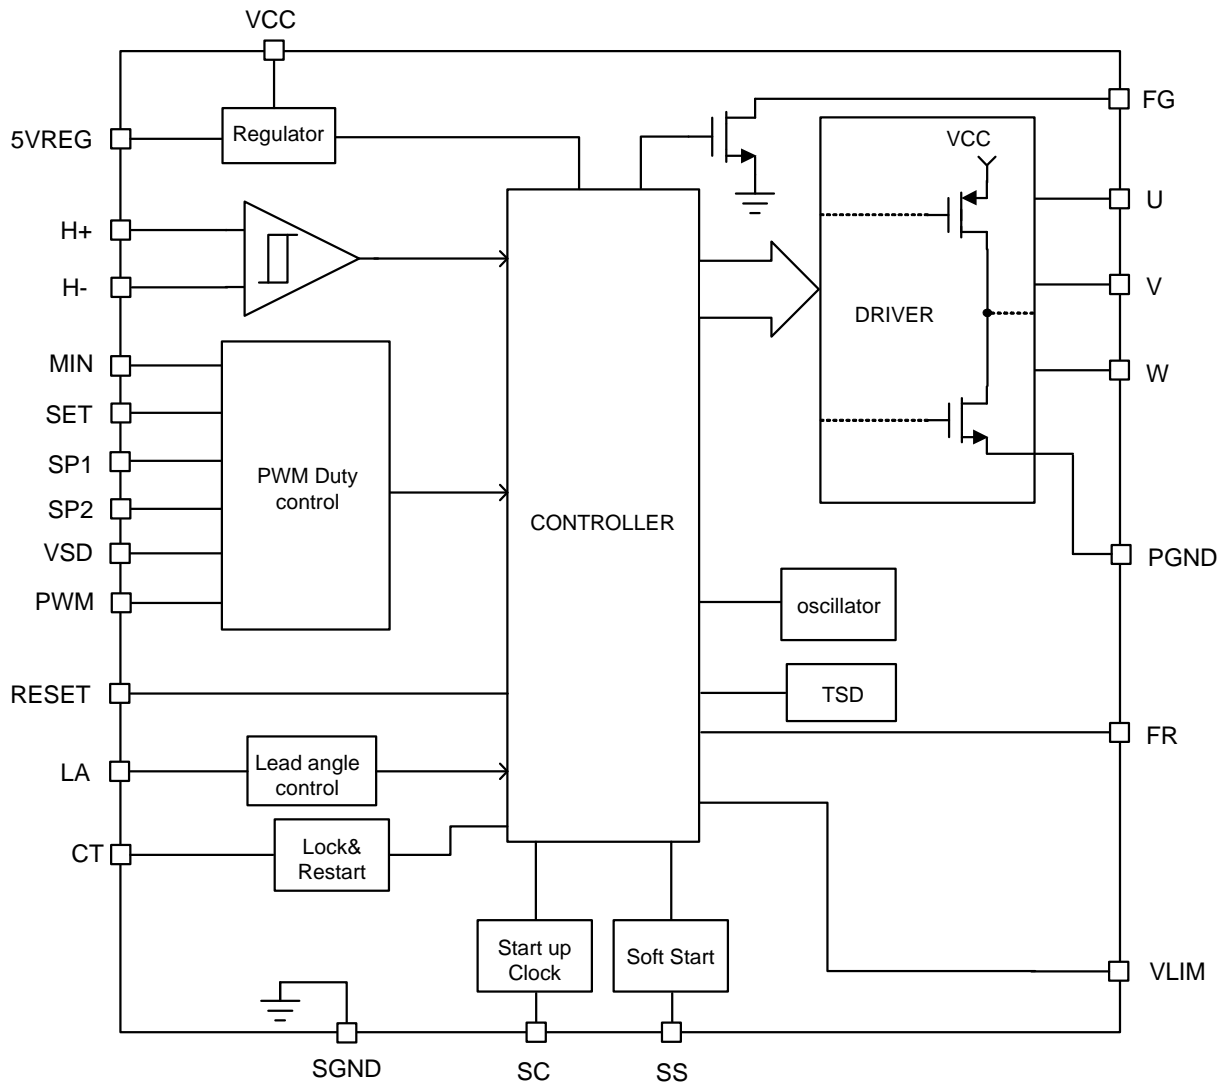 VCC
FG
5VREG
Regulator
VCC
U
H+
H-
V
DRIVER
MIN
W
SET
SP1
PWM Duty
control
SP2
CONTROLLER
VSD
PGND
PWM
oscillator
RESET
TSD
FR
LA
Lead angle
control
CT
Lock&
Restart
Start up
Clock
Soft Start
VLIM
SGND
SC
SS